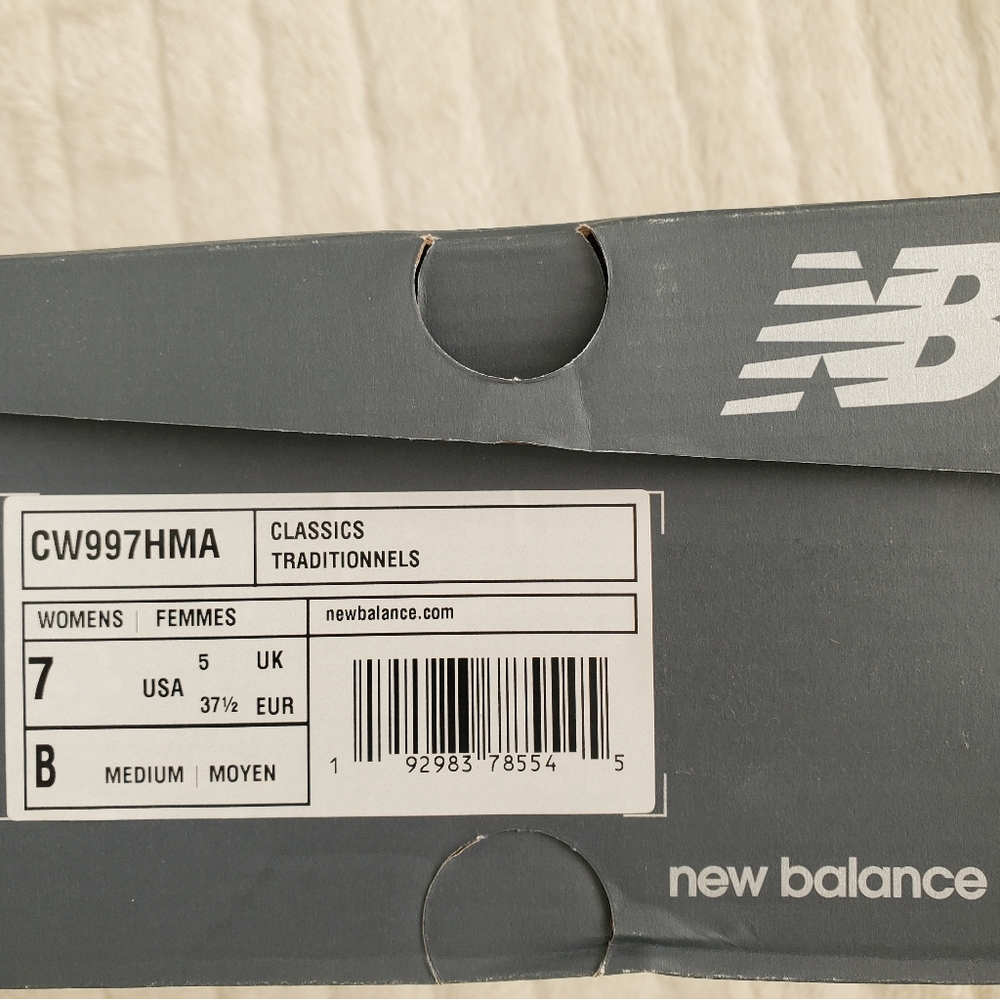 NB
CW997HMA
CLASSICS
TRADITIONNELS
WOMENS | FEMMES
newbalance.com
7 USA 5 UK
37½ EUR
B MEDIUM | MOYEN
1 92983 78554 5
new balance